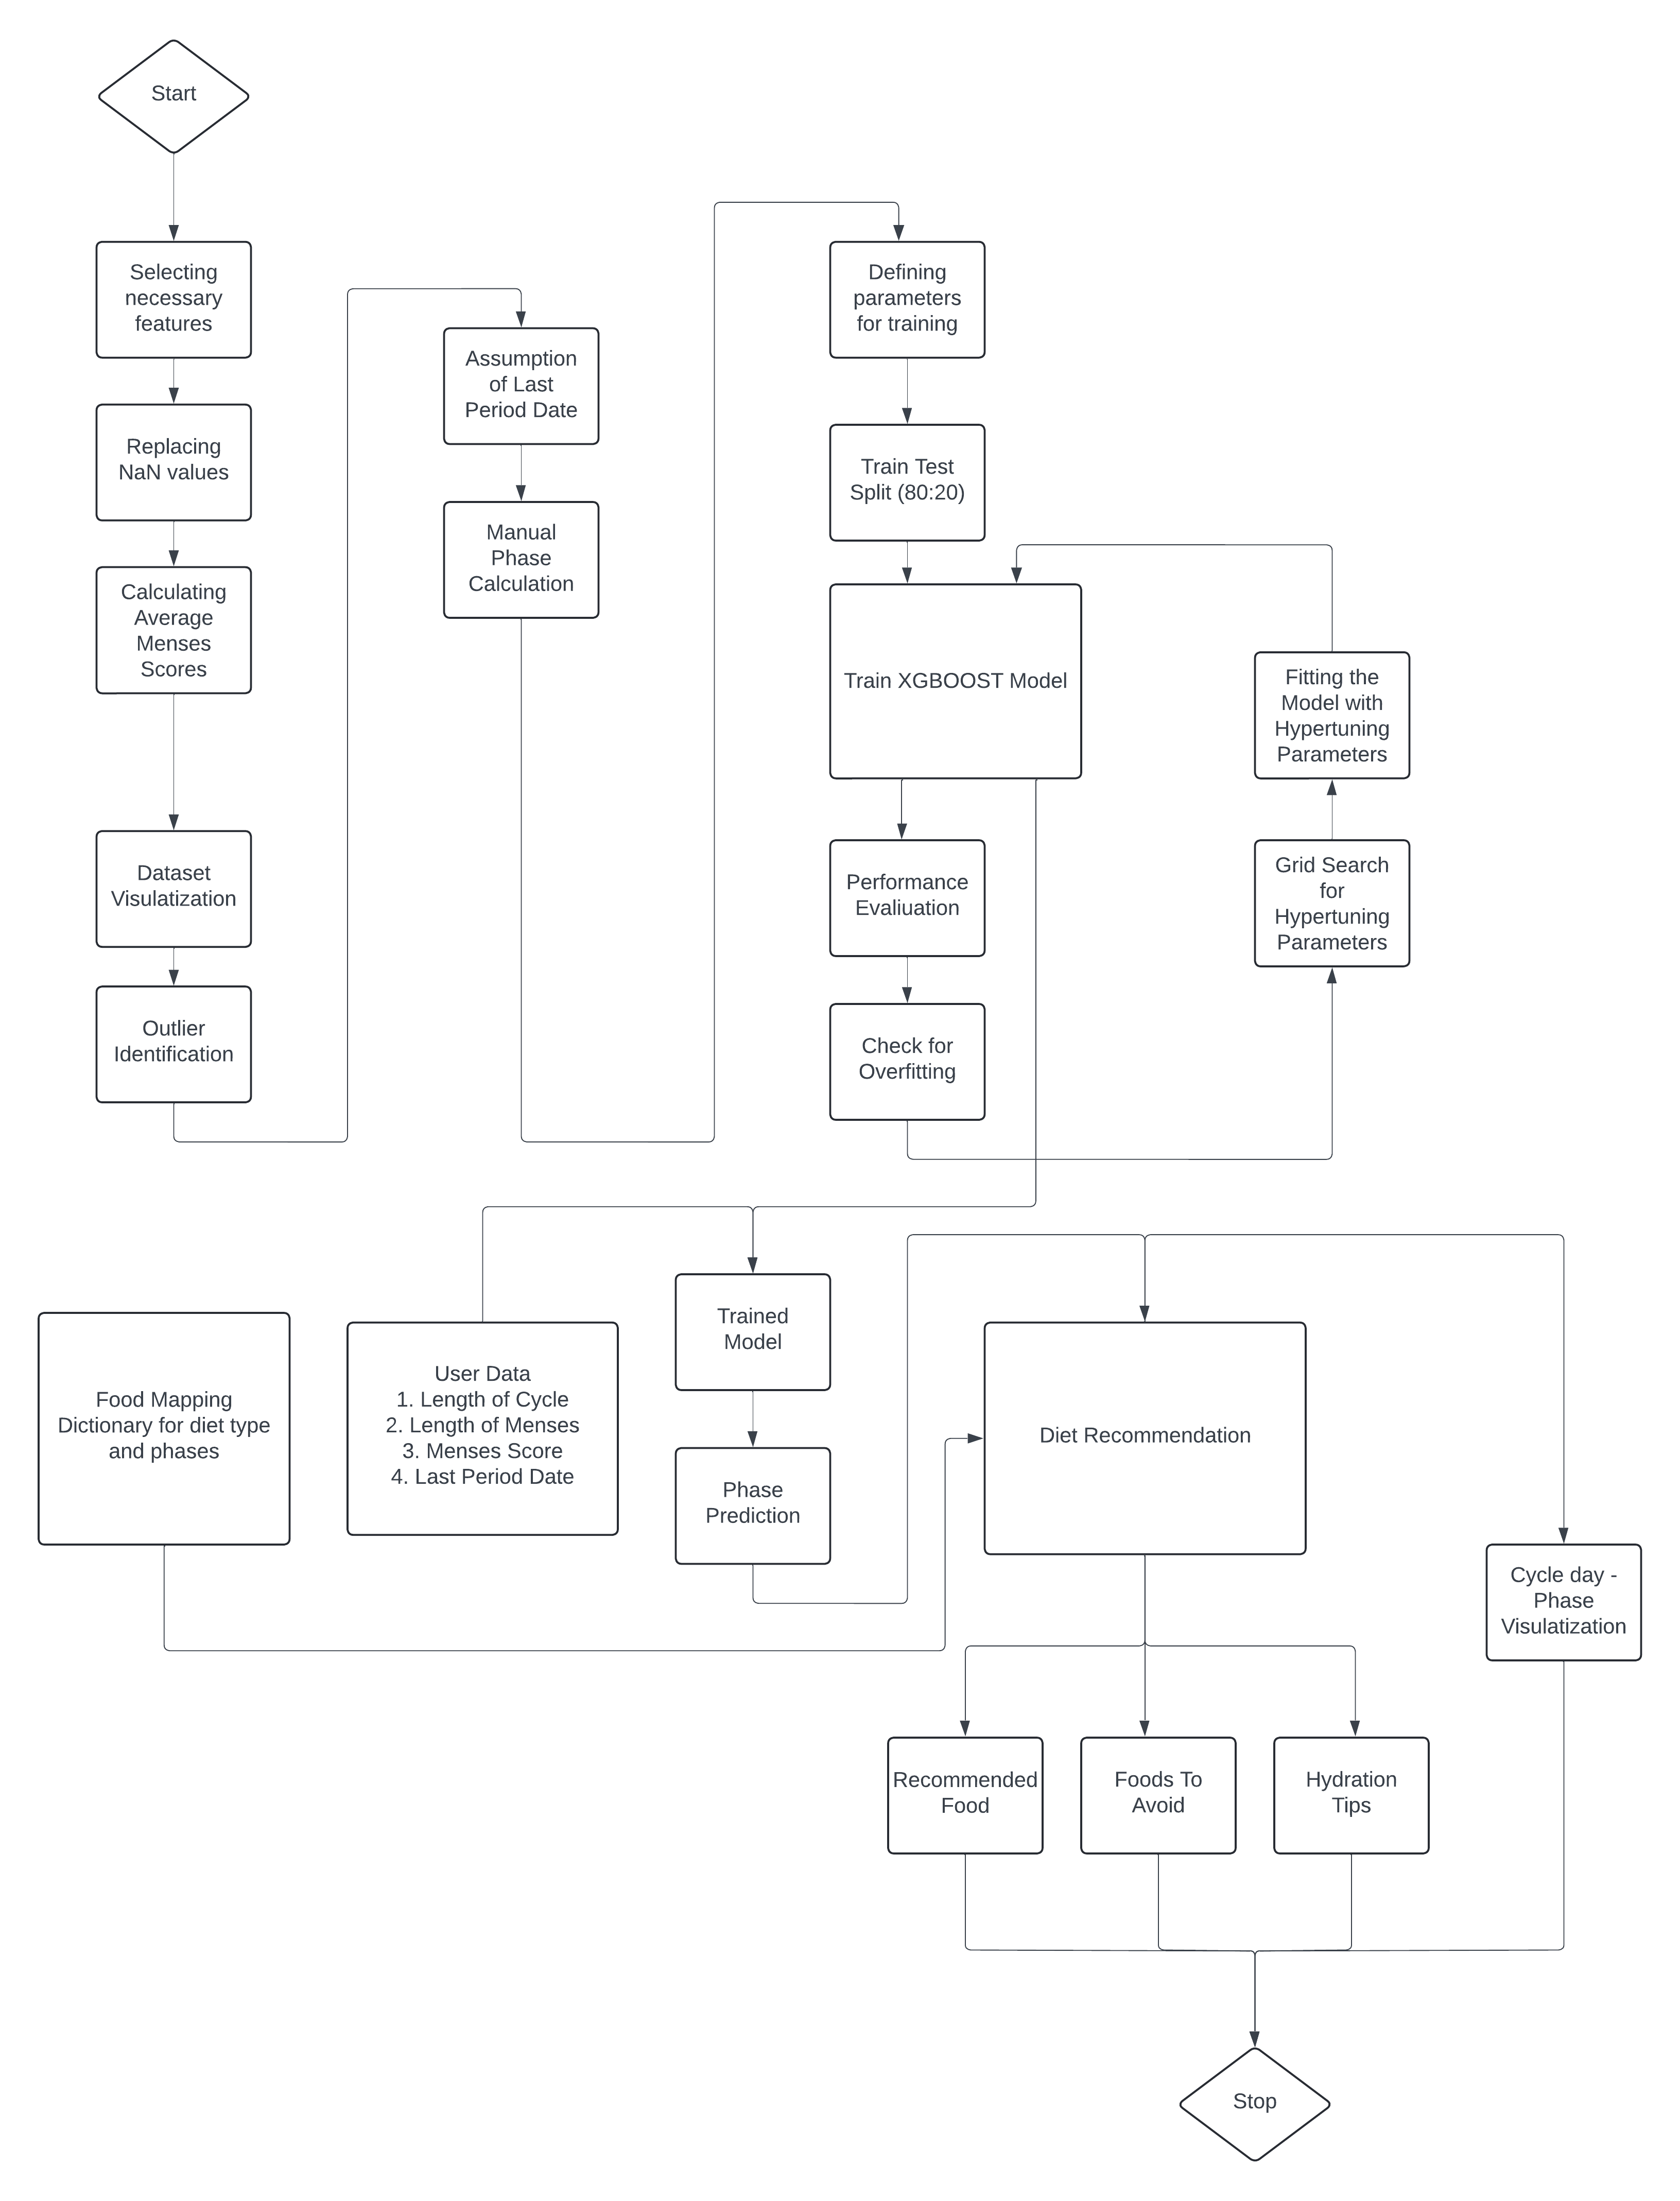 Start
Selecting
necessary
features
Replacing
NaN values
Calculating
Average
Menses
Scores
Dataset
Visulatization
Outlier
Identification
Assumption
of Last
Period Date
Manual
Phase
Calculation
Defining
parameters
for training
Train Test
Split (80:20)
Train XGBOOST Model
Performance
Evaliuation
Check for
Overfitting
Grid Search
for
Hypertuning
Parameters
Fitting the
Model with
Hypertuning
Parameters
Food Mapping
Dictionary for diet type
and phases
User Data
1. Length of Cycle
2. Length of Menses
3. Menses Score
4. Last Period Date
Trained
Model
Phase
Prediction
Diet Recommendation
Cycle day -
Phase
Visulatization
Recommended
Food
Foods To
Avoid
Hydration
Tips
Stop